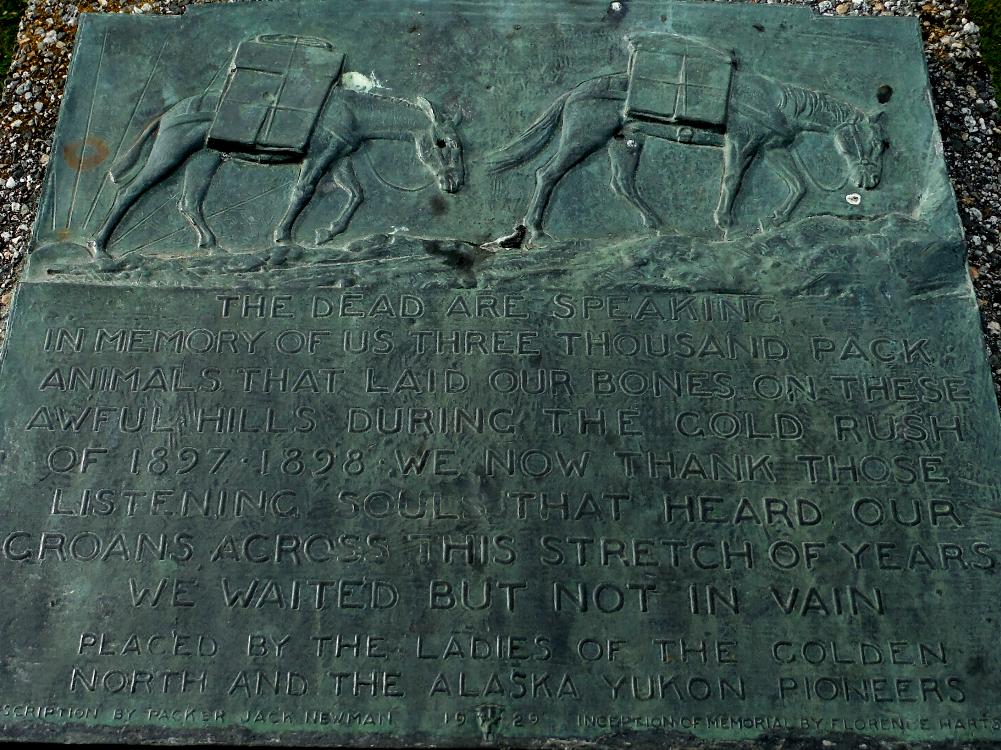 THE DEAD ARE SPEAKING
IN MEMORY OF US THREE THOUSAND PACK
ANIMALS THAT LAID OUR BONES ON THESE
AWFUL HILLS DURING THE GOLD RUSH
OF 1897·1898·WE NOW THANK THOSE
LISTENING SOULS THAT HEARD OUR
GROANS ACROSS THIS STRETCH OF YEARS
WE WAITED BUT NOT IN VAIN
PLACED BY THE LADIES OF THE GOLDEN
NORTH AND THE ALASKA YUKON PIONEERS
SCRIPTION BY PACKER JACK NEWMAN 1929 INCEPTION OF MEMORIAL BY FLORENCE HARTS